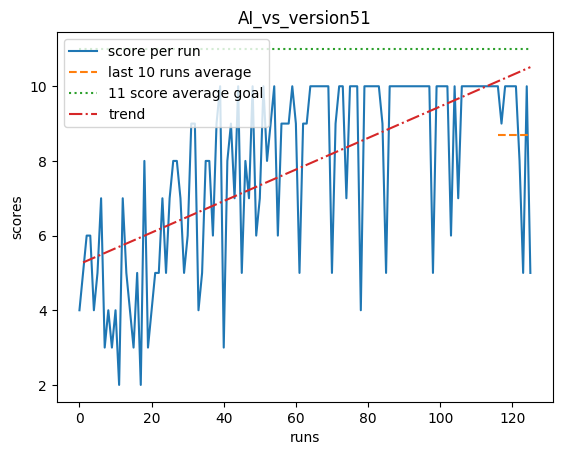 AI_vs_version51
score per run
last 10 runs average
11 score average goal
trend
scores
10
8
6
4
2
0
20
40
60
80
100
120
runs